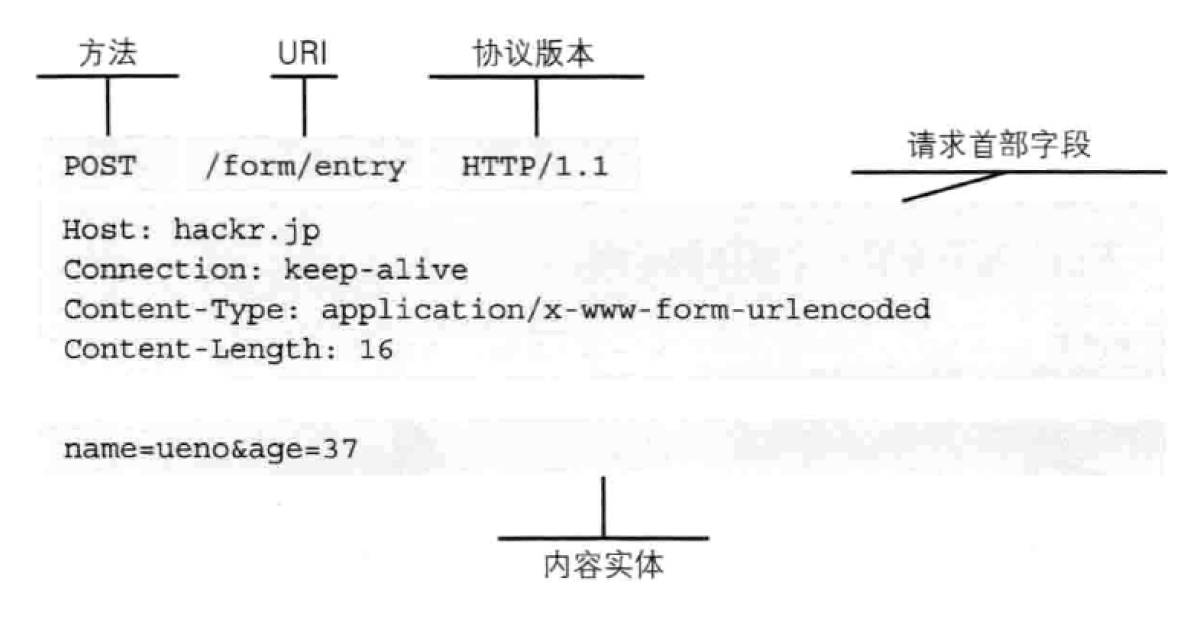 方法 URI 协议版本
请求首部字段
POST /form/entry HTTP/1.1
Host: hackr.jp
Connection: keep-alive
Content-Type: application/x-www-form-urlencoded
Content-Length: 16
name=ueno&age=37
内容实体